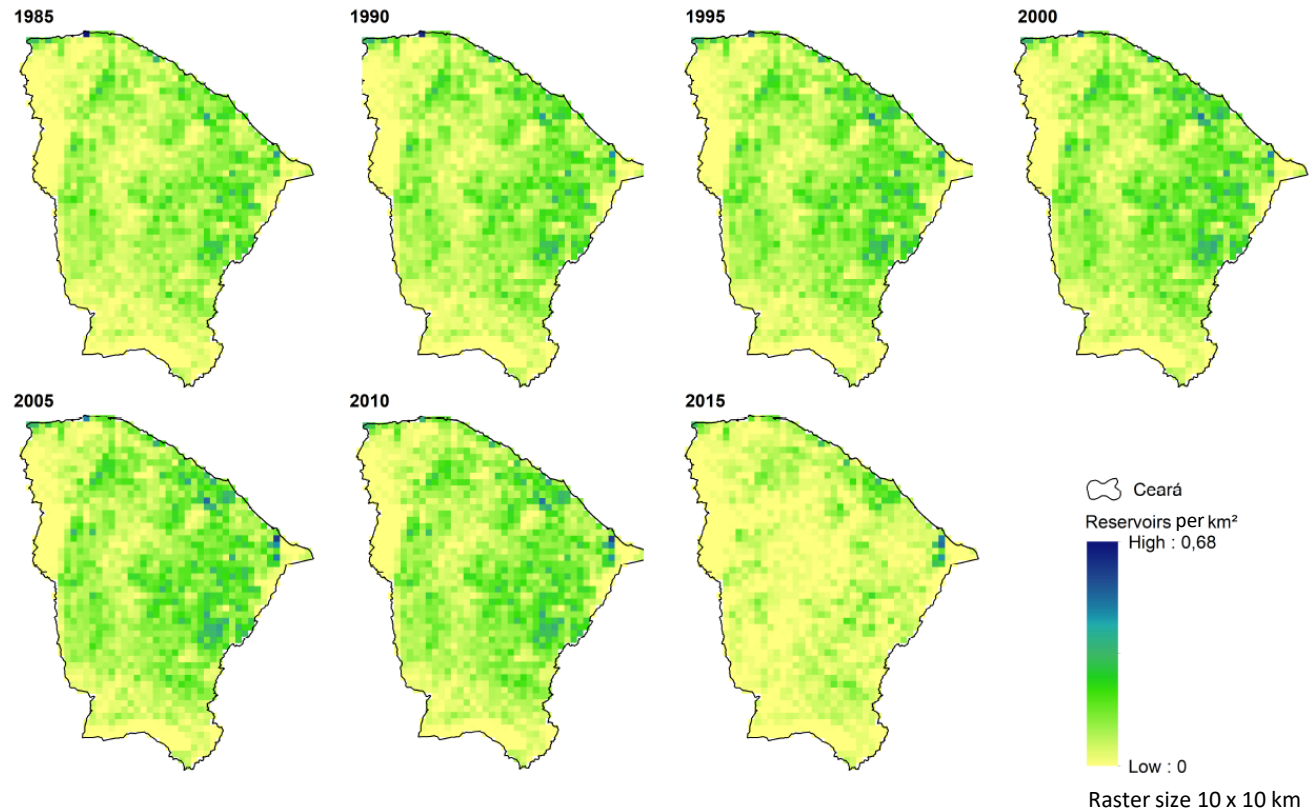 1985
1990
1995
2000
2005
2010
2015
Ceará
Reservoirs per km²
High : 0,68
Low : 0
Raster size 10 x 10 km